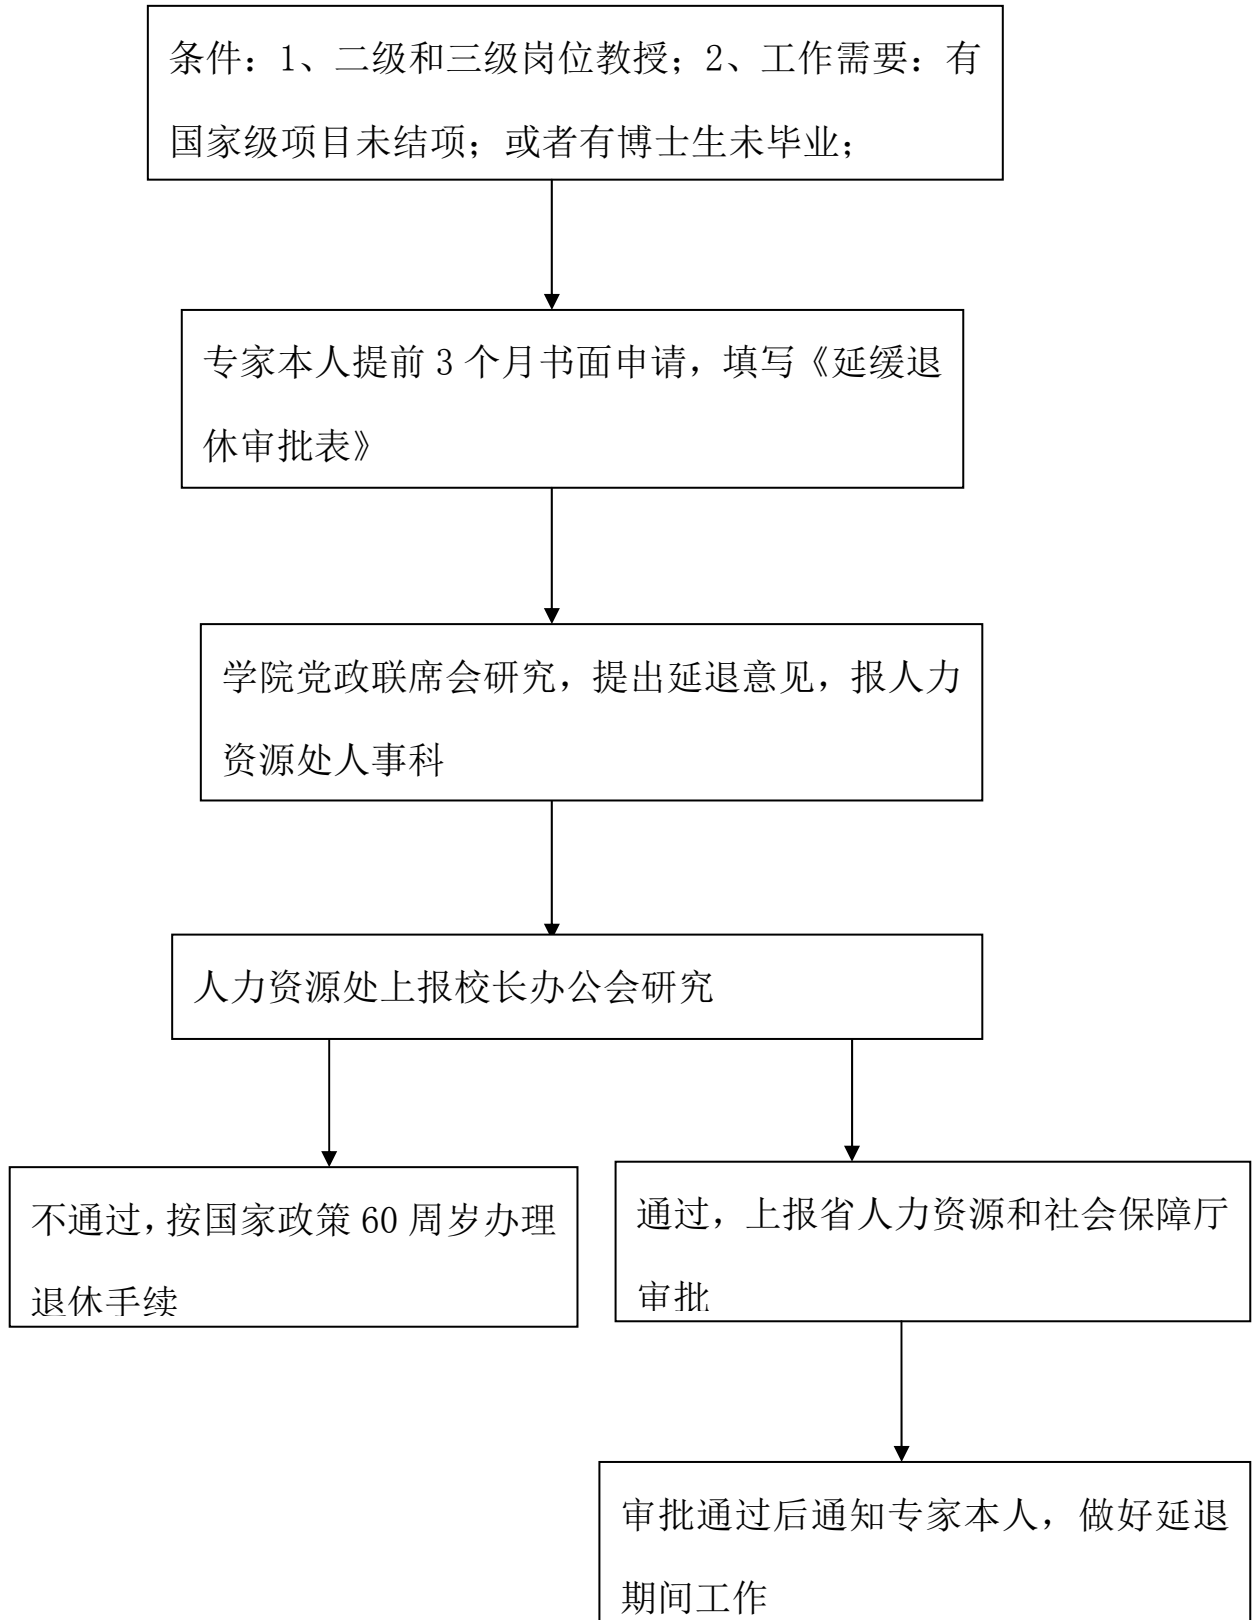 条件：1、二级和三级岗位教授；2、工作需要：有
国家级项目未结项；或者有博士生未毕业；
专家本人提前 3 个月书面申请，填写《延缓退
休审批表》
学院党政联席会研究，提出延退意见，报人力
资源处人事科
人力资源处上报校长办公会研究
不通过，按国家政策 60 周岁办理
退休手续
通过，上报省人力资源和社会保障厅
审批
审批通过后通知专家本人，做好延退
期间工作